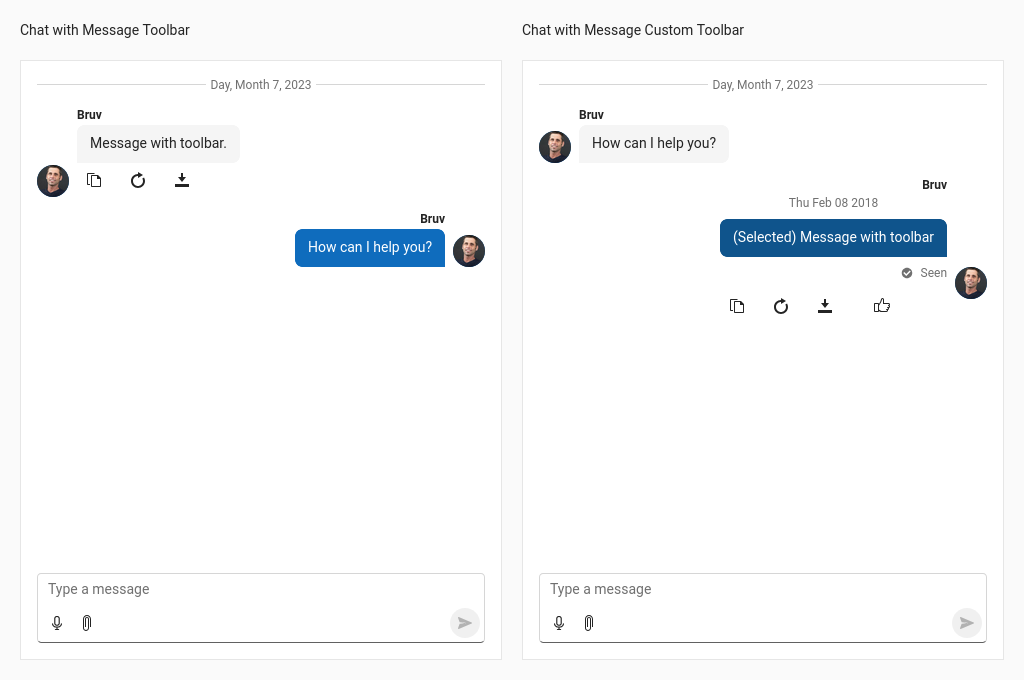 Chat with Message Toolbar
Day, Month 7, 2023
Bruv
Message with toolbar.
Bruv
How can I help you?
Type a message
Chat with Message Custom Toolbar
Day, Month 7, 2023
Bruv
How can I help you?
Bruv
Thu Feb 08 2018
(Selected) Message with toolbar
Seen
Type a message